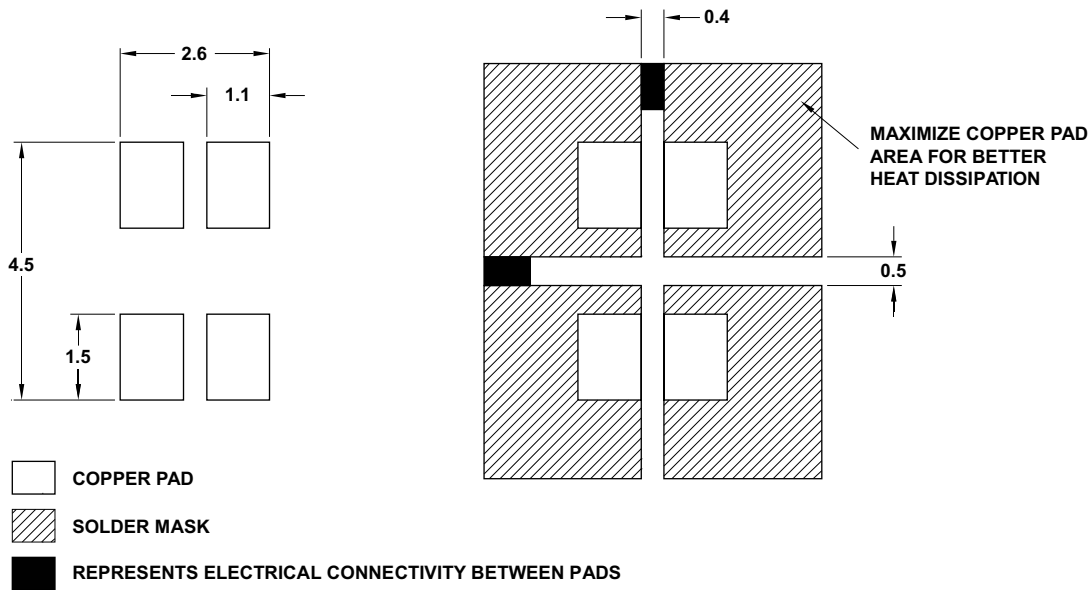 2.6
1.1
4.5
1.5
0.4
MAXIMIZE COPPER PAD
AREA FOR BETTER
HEAT DISSIPATION
0.5
COPPER PAD
SOLDER MASK
REPRESENTS ELECTRICAL CONNECTIVITY BETWEEN PADS